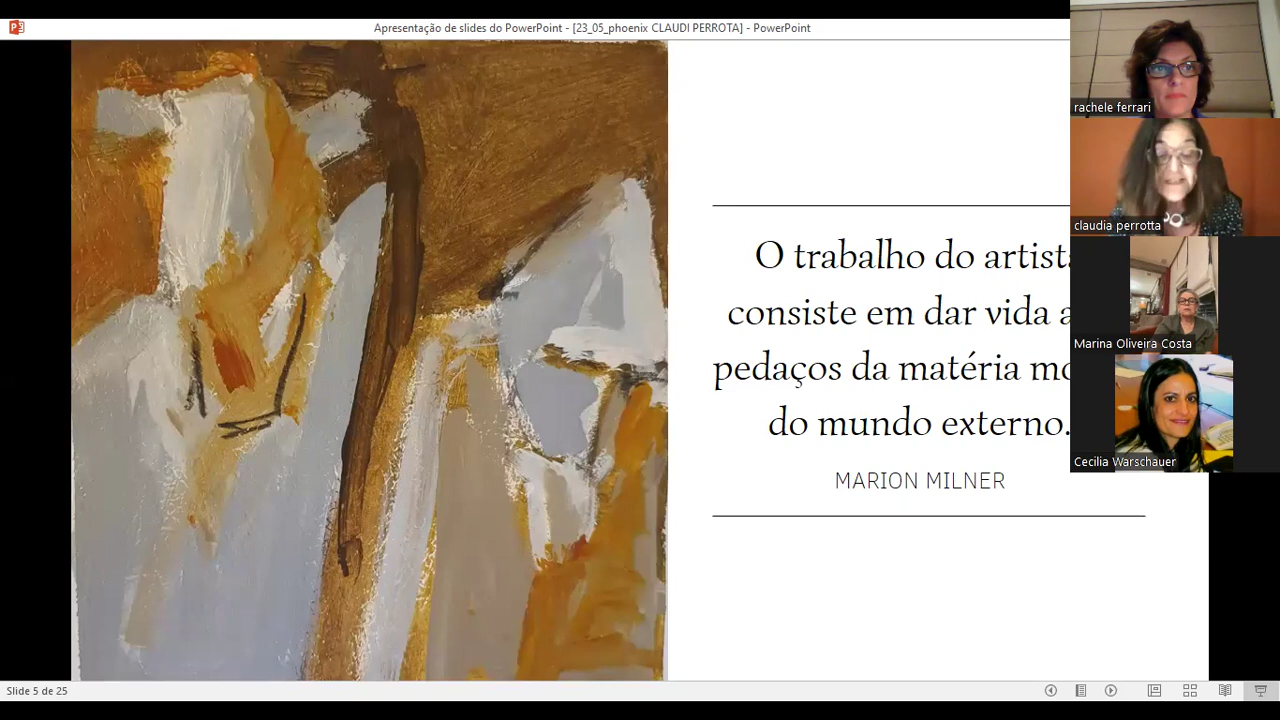 Apresentação de slides do PowerPoint - [23_05_phoenix CLAUDI PERROTA] - PowerPoint
rachele ferrari
claudia perrotta
Marina Oliveira Costa
Cecilia Warschauer
O trabalho do artista
consiste em dar vida a
pedaços da matéria mo
do mundo externo.
MARION MILNER
Slide 5 de 25